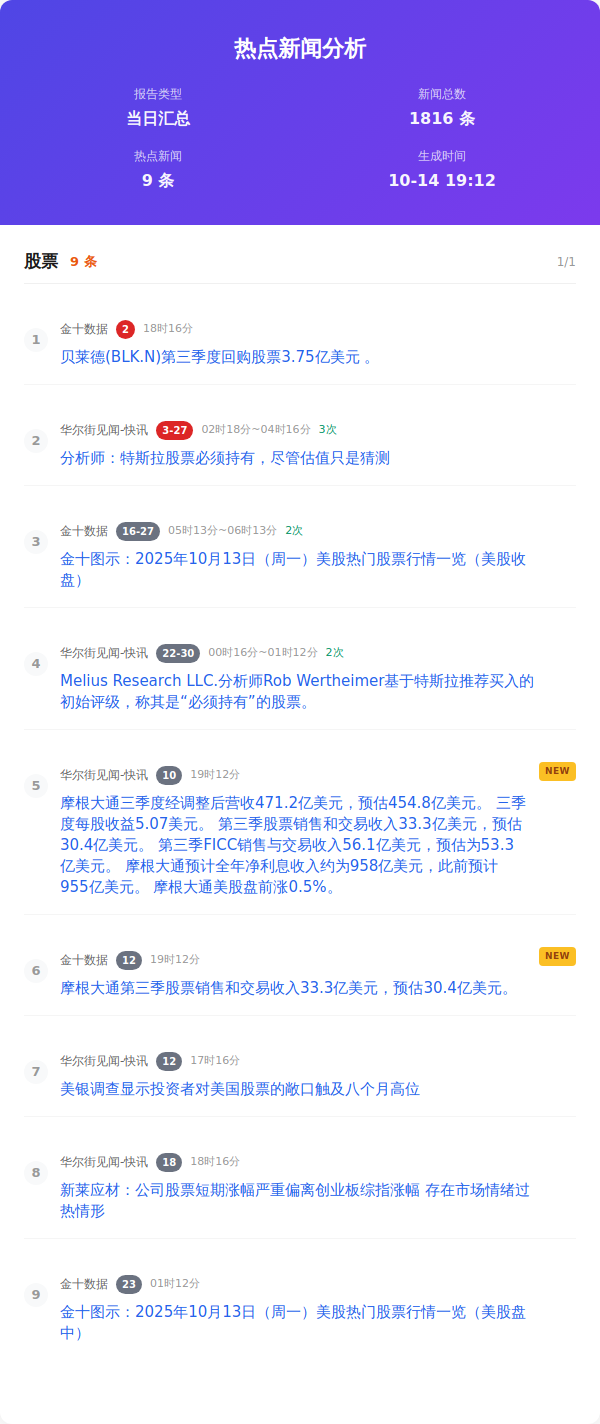 热点新闻分析
报告类型
新闻总数
当日汇总
1816 条
热点新闻
生成时间
9 条
10-14 19:12
股票 9 条 1/1
1 金十数据 2 18时16分
贝莱德(BLK.N)第三季度回购股票3.75亿美元 。
2 华尔街见闻-快讯 3-27 02时18分~04时16分 3次
分析师：特斯拉股票必须持有，尽管估值只是猜测
3 金十数据 16-27 05时13分~06时13分 2次
金十图示：2025年10月13日（周一）美股热门股票行情一览（美股收
盘）
4 华尔街见闻-快讯 22-30 00时16分~01时12分 2次
Melius Research LLC.分析师Rob Wertheimer基于特斯拉推荐买入的
初始评级，称其是“必须持有”的股票。
5 华尔街见闻-快讯 10 19时12分 NEW
摩根大通三季度经调整后营收471.2亿美元，预估454.8亿美元。 三季
度每股收益5.07美元。 第三季股票销售和交易收入33.3亿美元，预估
30.4亿美元。 第三季FICC销售与交易收入56.1亿美元，预估为53.3
亿美元。 摩根大通预计全年净利息收入约为958亿美元，此前预计
955亿美元。 摩根大通美股盘前涨0.5%。
6 金十数据 12 19时12分 NEW
摩根大通第三季股票销售和交易收入33.3亿美元，预估30.4亿美元。
7 华尔街见闻-快讯 12 17时16分
美银调查显示投资者对美国股票的敞口触及八个月高位
8 华尔街见闻-快讯 18 18时16分
新莱应材：公司股票短期涨幅严重偏离创业板综指涨幅 存在市场情绪过
热情形
9 金十数据 23 01时12分
金十图示：2025年10月13日（周一）美股热门股票行情一览（美股盘
中）